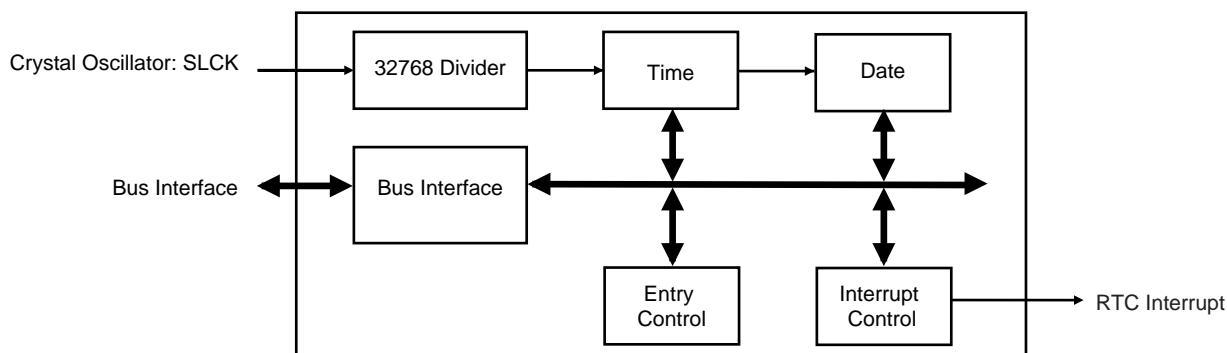 Crystal Oscillator: SLCK
32768 Divider
Time
Date
Bus Interface
Bus Interface
Entry
Control
Interrupt
Control
RTC Interrupt